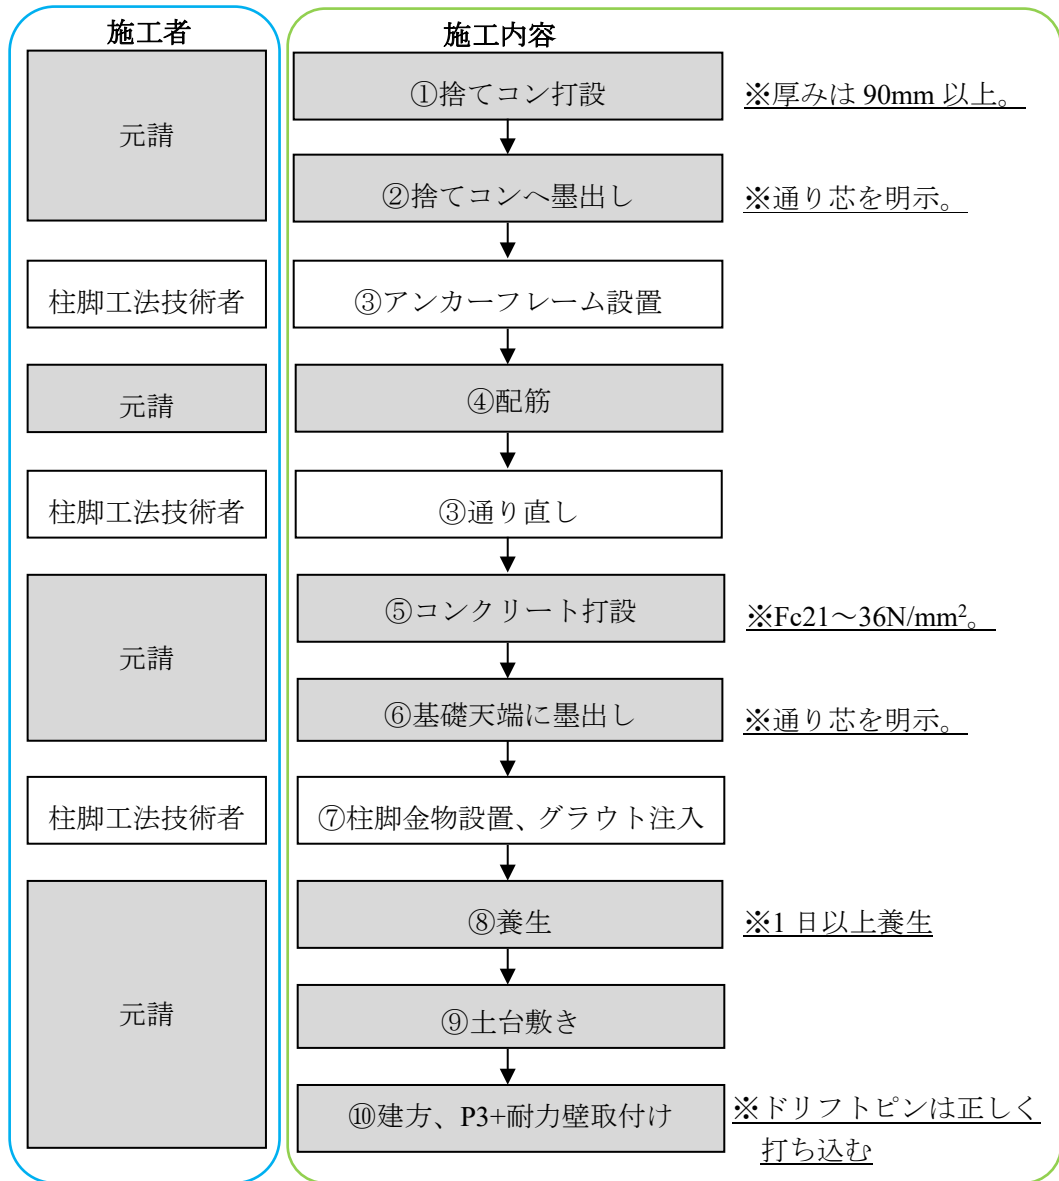 施工者
施工内容
元請
①捨てコン打設
※厚みは 90mm 以上。
②捨てコンへ墨出し
※通り芯を明示。
柱脚工法技術者
③アンカーフレーム設置
元請
④配筋
柱脚工法技術者
③通り直し
元請
⑤コンクリート打設
※Fc21～36N/mm²。
⑥基礎天端に墨出し
※通り芯を明示。
柱脚工法技術者
⑦柱脚金物設置、グラウト注入
元請
⑧養生
※1 日以上養生
⑨土台敷き
⑩建方、P3+耐力壁取付け
※ドリフトピンは正しく
打ち込む